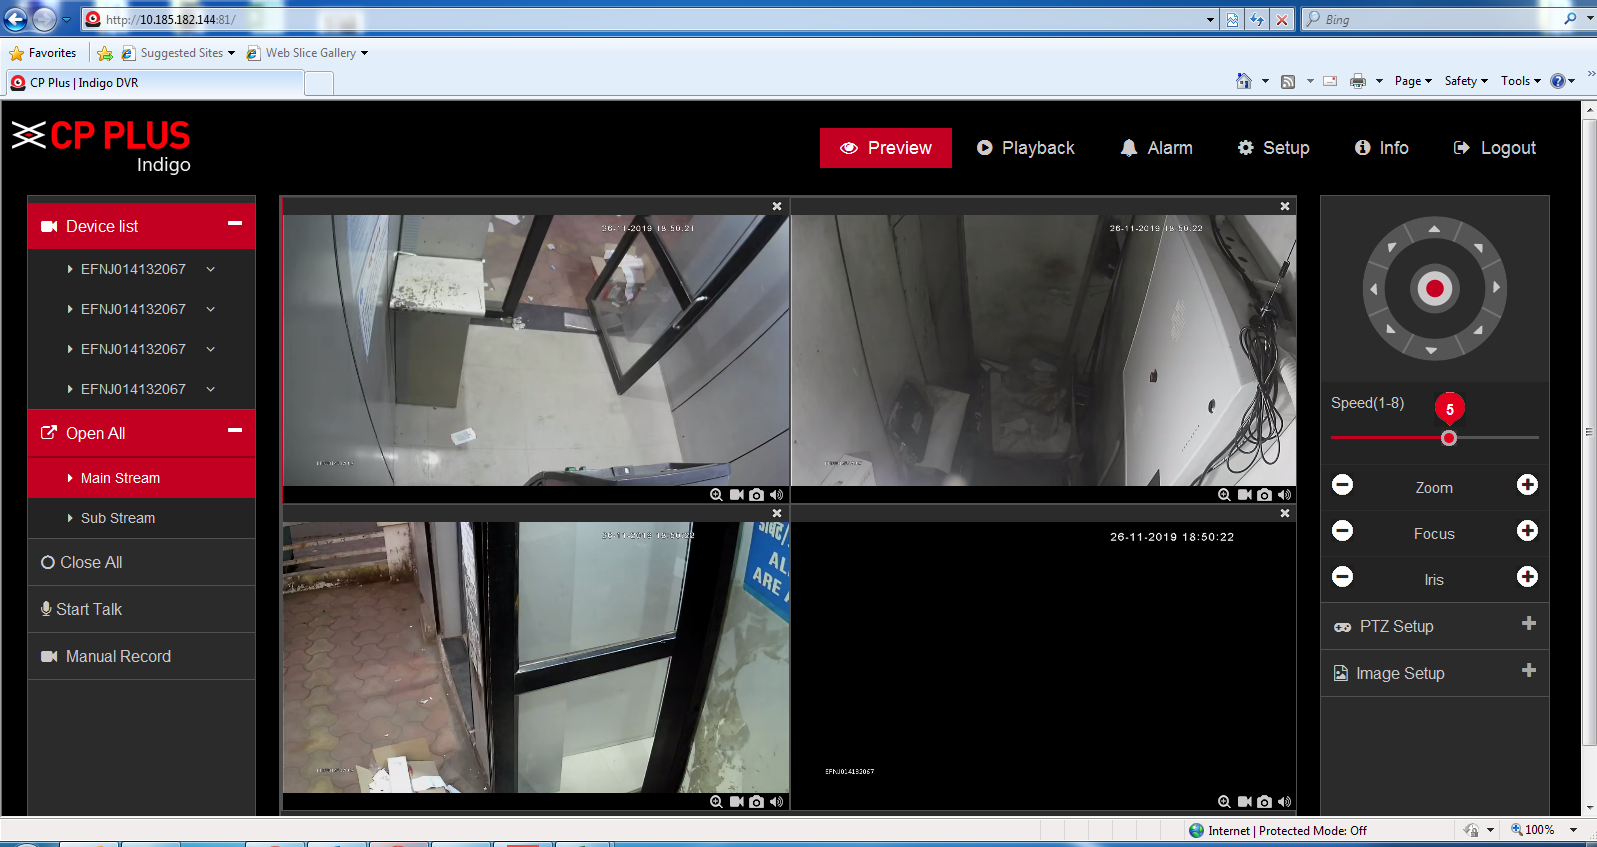 http://10.185.182.144:81/
Bing
Favorites
Suggested Sites
Web Slice Gallery
CP Plus | Indigo DVR
Page
Safety
Tools
CP PLUS
Indigo
Preview
Playback
Alarm
Setup
Info
Logout
Device list
EFNJ014132067
EFNJ014132067
EFNJ014132067
EFNJ014132067
Open All
Main Stream
Sub Stream
Close All
Start Talk
Manual Record
26-11-2019 18:50:21
26-11-2019 18:50:22
26-11-2019 18:50:22
AL
ARE
26-11-2019 18:50:22
EFNJ014132067
Speed(1-8)
5
Zoom
Focus
Iris
PTZ Setup
Image Setup
Internet | Protected Mode: Off
100%